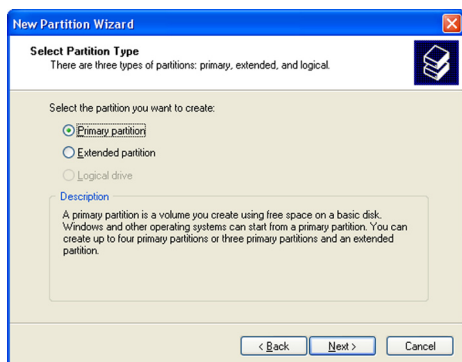 New Partition Wizard
Select Partition Type
There are three types of partitions: primary, extended, and logical.
Select the partition you want to create:
Primary partition
Extended partition
Logical drive
Description
A primary partition is a volume you create using free space on a basic disk.
Windows and other operating systems can start from a primary partition. You can
create up to four primary partitions or three primary partitions and an extended
partition.
< Back
Next >
Cancel